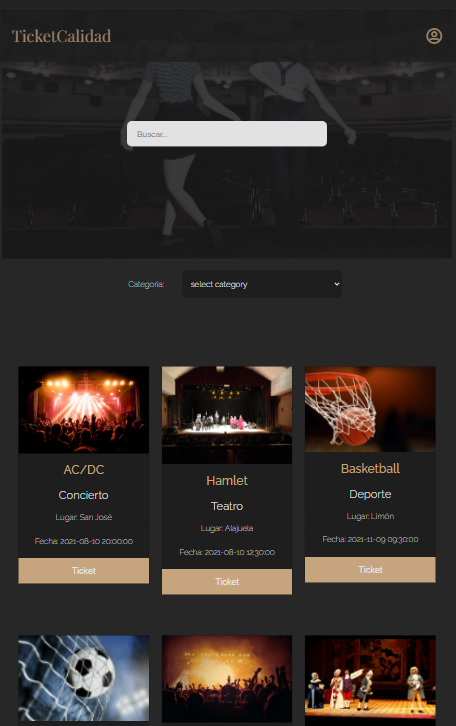 TicketCalidad
Buscar...
Categoria:
select category
AC/DC
Concierto
Lugar: San José
Fecha: 2021-08-10 20:00:00
Ticket
Hamlet
Teatro
Lugar: Alajuela
Fecha: 2021-08-10 12:30:00
Ticket
Basketball
Deporte
Lugar: Limón
Fecha: 2021-11-09 09:30:00
Ticket